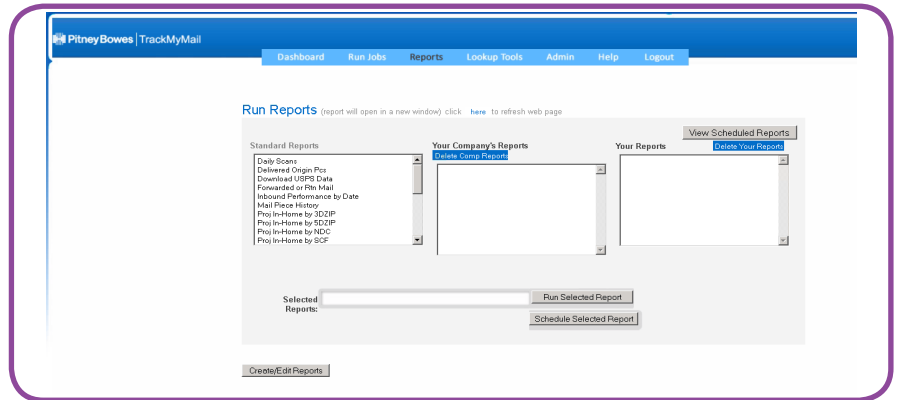 Pitney Bowes | TrackMyMail
Dashboard Run Jobs Reports Lookup Tools Admin Help Logout
Run Reports (report will open in a new window) click here to refresh web page
View Scheduled Reports
Standard Reports Your Company's Reports Your Reports Delete Your Reports
Delete Comp Reports
Daily Scans
Delivered Origin Pcs
Download USPS Data
Forwarded or Rtn Mail
Inbound Performance by Date
Mail Piece History
Proj In-Home by 3DZIP
Proj In-Home by 5DZIP
Proj In-Home by NDC
Proj In-Home by SCF
Selected Reports:
Run Selected Report
Schedule Selected Report
Create/Edit Reports